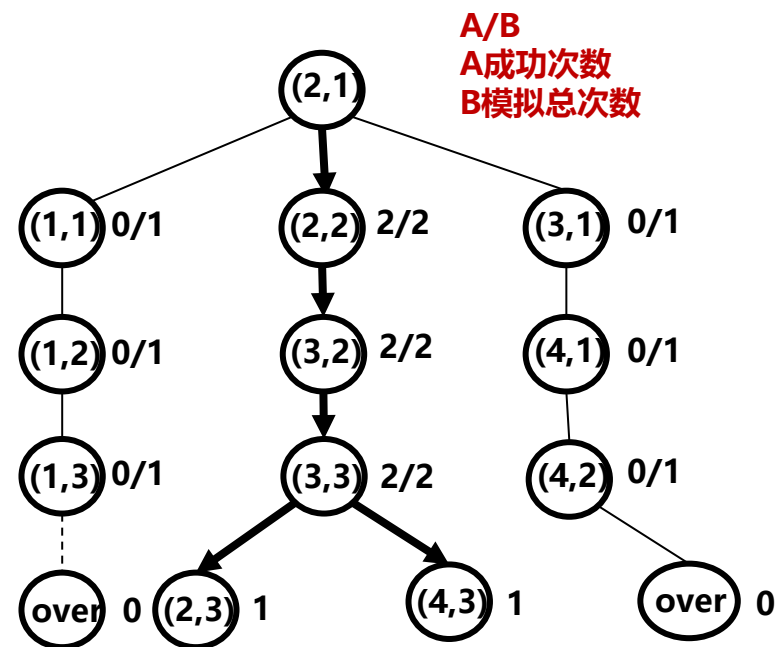 A/B
A成功次数
B模拟总次数
(2,1)
(1,1) 0/1
(2,2) 2/2
(3,1) 0/1
(1,2) 0/1
(3,2) 2/2
(4,1) 0/1
(1,3) 0/1
(3,3) 2/2
(4,2) 0/1
over 0
(2,3) 1
(4,3) 1
over 0